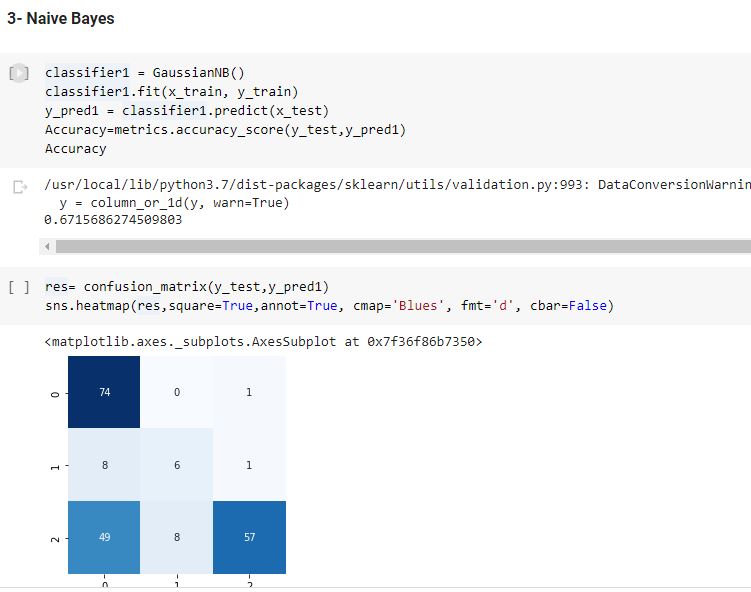 3- Naive Bayes
classifier1 = GaussianNB()
classifier1.fit(x_train, y_train)
y_pred1 = classifier1.predict(x_test)
Accuracy=metrics.accuracy_score(y_test,y_pred1)
Accuracy
/usr/local/lib/python3.7/dist-packages/sklearn/utils/validation.py:993: DataConversionWarnin
y = column_or_1d(y, warn=True)
0.6715686274509803
[ ] res= confusion_matrix(y_test,y_pred1)
sns.heatmap(res,square=True,annot=True, cmap='Blues', fmt='d', cbar=False)
<matplotlib.axes._subplots.AxesSubplot at 0x7f36f86b7350>
0 74 0 1
1 8 6 1
2 49 8 57
0 1 2